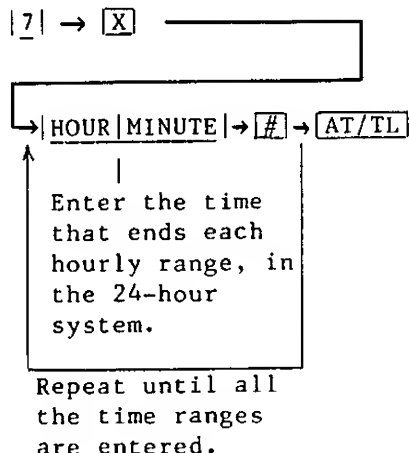 |7| → X
→|HOUR|MINUTE|→ # → AT/TL
Enter the time
that ends each
hourly range, in
the 24-hour
system.
Repeat until all
the time ranges
are entered.